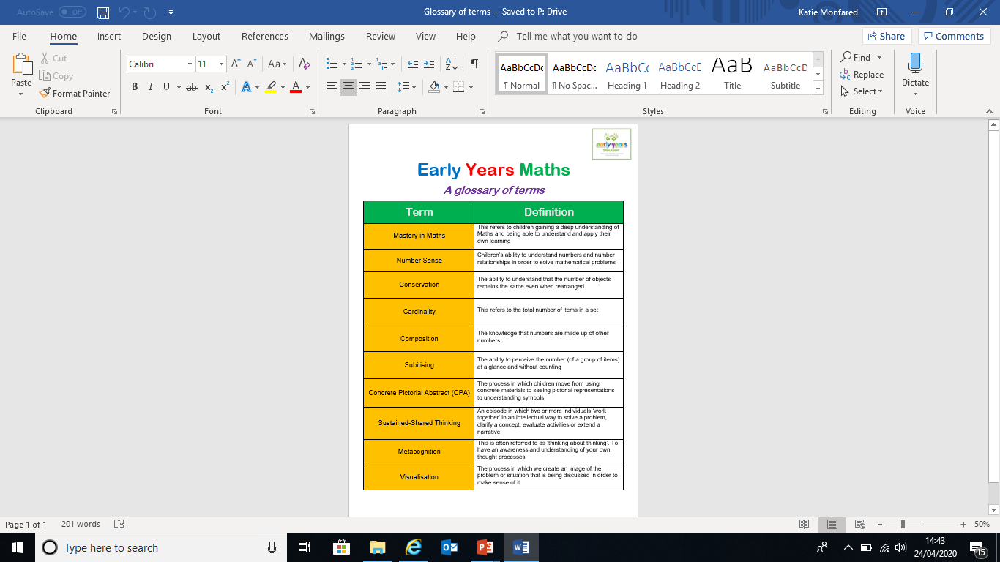 AutoSave Off
Glossary of terms - Saved to P: Drive
Katie Monfared
File Home Insert Design Layout References Mailings Review View Help Tell me what you want to do Share Comments
Paste
Cut
Copy
Format Painter
Clipboard
Calibri 11
Font
Paragraph
AaBbCcDc AaBbCcDc AaBbCc AaBbCcD AaB AaBbCcD
¶ Normal ¶ No Spac... Heading 1 Heading 2 Title Subtitle
Styles
Find
Replace
Select
Editing
Dictate
Voice
early years
Stockport
Early Years Maths
A glossary of terms
Term Definition
Mastery in Maths
This refers to children gaining a deep understanding of
Maths and being able to understand and apply their
own learning
Number Sense
Children's ability to understand numbers and number
relationships in order to solve mathematical problems
Conservation
The ability to understand that the number of objects
remains the same even when rearranged
Cardinality
This refers to the total number of items in a set
Composition
The knowledge that numbers are made up of other
numbers
Subitising
The ability to perceive the number (of a group of items)
at a glance and without counting
Concrete Pictorial Abstract (CPA)
The process in which children move from using
concrete materials to seeing pictorial representations
to understanding symbols
Sustained-Shared Thinking
An episode in which two or more individuals 'work
together' in an intellectual way to solve a problem,
clarify a concept, evaluate activities or extend a
narrative
Metacognition
This is often referred to as 'thinking about thinking'. To
have an awareness and understanding of your own
thought processes
Visualisation
The process in which we create an image of the
problem or situation that is being discussed in order to
make sense of it
Page 1 of 1 201 words 50%
Type here to search
14:43
24/04/2020
15